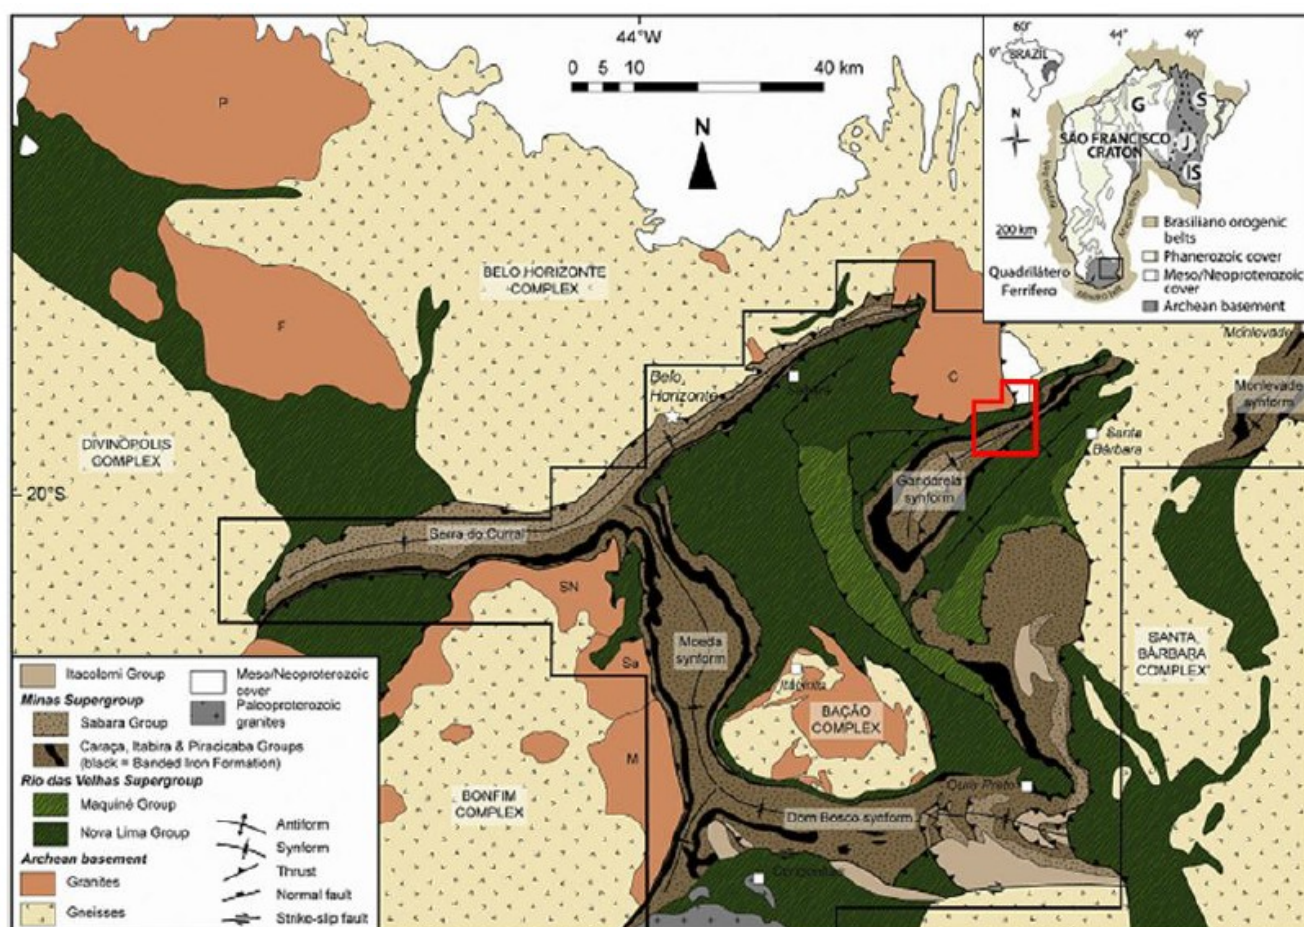 44°W
0 5 10 40 km
N
P
F
C
BELO HORIZONTE
COMPLEX
Belo
Horizonte
DIVINÓPOLIS
COMPLEX
20°S
Serra do Curral
SN
Sa
M
Moeda
synform
Gandarela
synform
Santa
Bárbara
Monlevade
Monlevade
synform
SANTA
BÁRBARA
COMPLEX
BAÇÃO
COMPLEX
BONFIM
COMPLEX
Ouro Preto
Dom Bosco synform
60°
0°
BRAZIL
44° 40°
N
G
S
J
IS
SÃO FRANCISCO
CRATON
200 km
Quadrilátero
Ferrífero
Brasiliano orogenic
belts
Phanerozoic cover
Meso/Neoproterozoic
cover
Archean basement
Itacolomi Group
Meso/Neoproterozoic
cover
Paleoproterozoic
granites
Minas Supergroup
Sabara Group
Caraça, Itabira & Piracicaba Groups
(black = Banded Iron Formation)
Rio das Velhas Supergroup
Maquiné Group
Nova Lima Group
Archean basement
Granites
Gneisses
Antiform
Synform
Thrust
Normal fault
Strike-slip fault